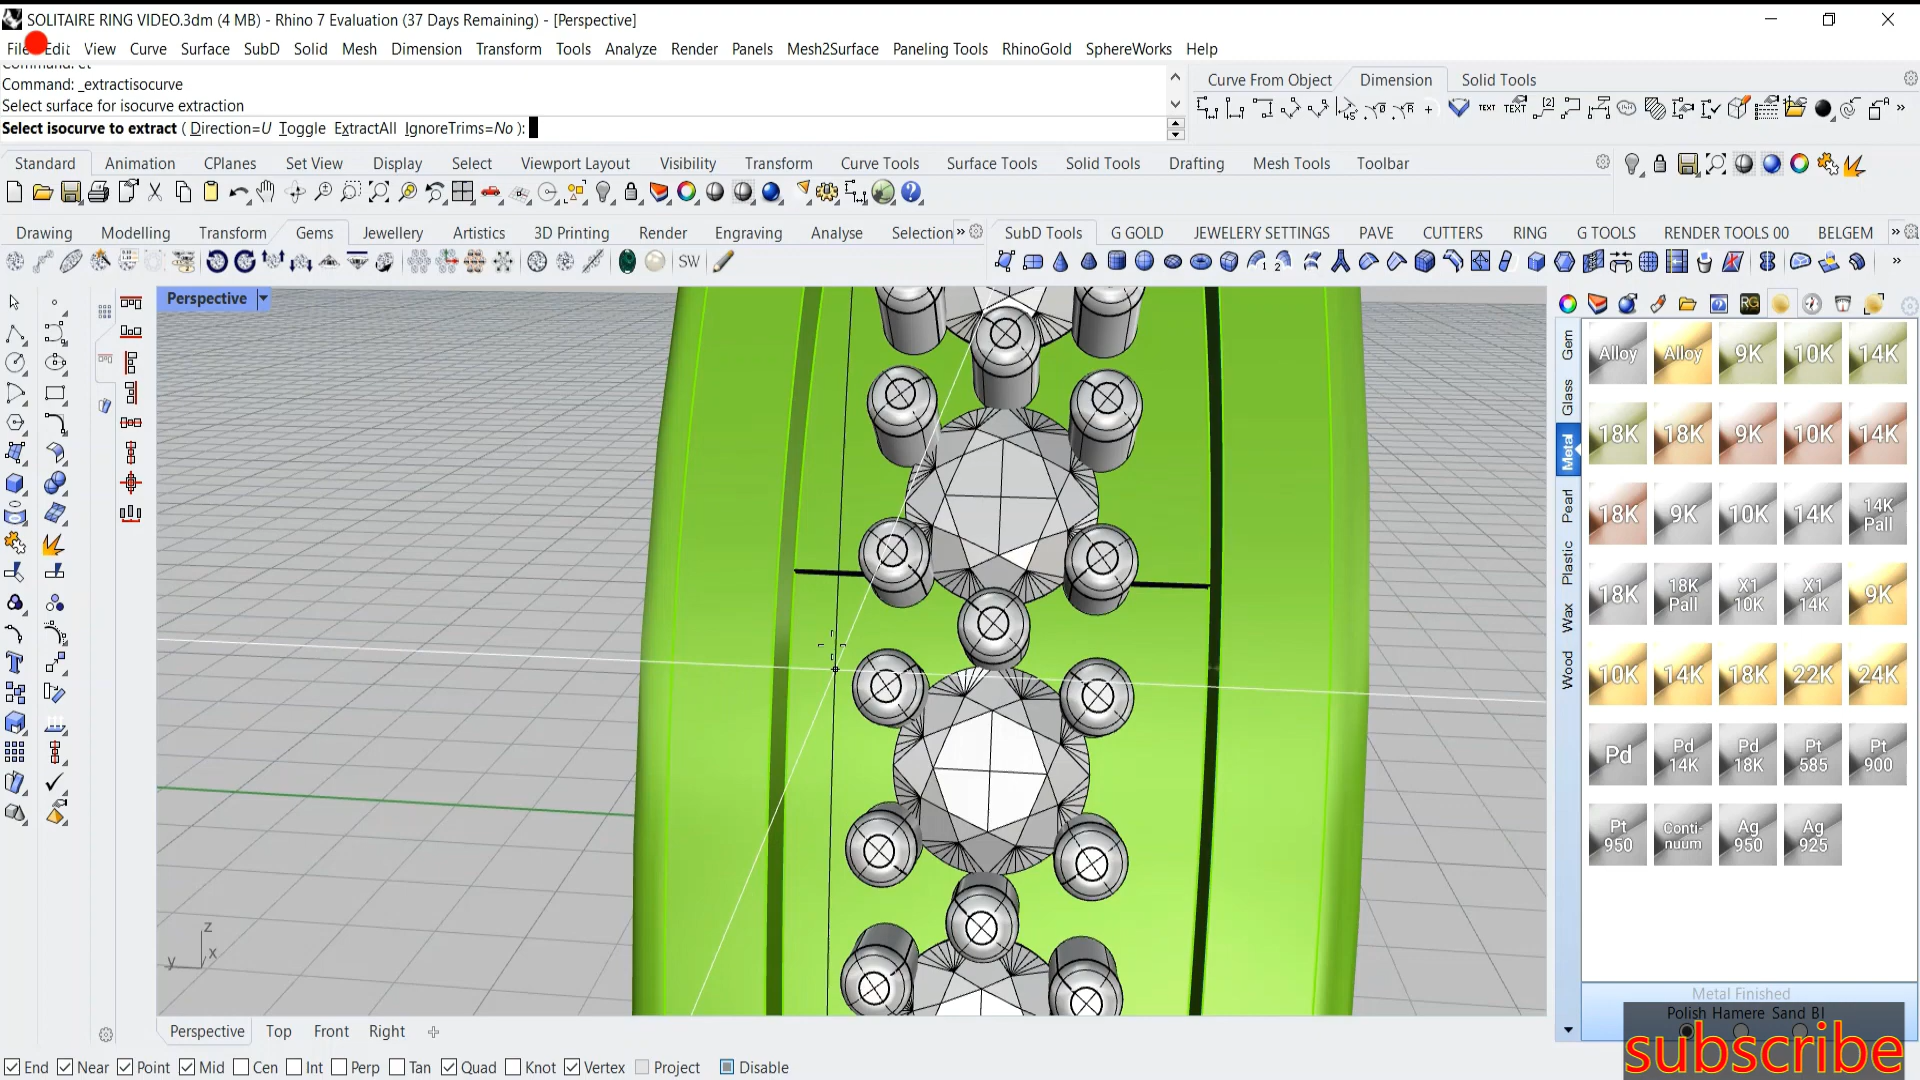 SOLITAIRE RING VIDEO.3dm (4 MB) - Rhino 7 Evaluation (37 Days Remaining) - [Perspective]
File Edit View Curve Surface SubD Solid Mesh Dimension Transform Tools Analyze Render Panels Mesh2Surface Paneling Tools RhinoGold SphereWorks Help
Command: _extractisocurve
Select surface for isocurve extraction
Select isocurve to extract ( Direction=U Toggle ExtractAll IgnoreTrims=No ):
Curve From Object Dimension Solid Tools
Standard Animation CPlanes Set View Display Select Viewport Layout Visibility Transform Curve Tools Surface Tools Solid Tools Drafting Mesh Tools Toolbar
Drawing Modelling Transform Gems Jewellery Artistics 3D Printing Render Engraving Analyse Selection » SubD Tools G GOLD JEWELERY SETTINGS PAVE CUTTERS RING G TOOLS RENDER TOOLS 00 BELGEM »
SW
Perspective
Gem
Glass
Metal
Pearl
Plastic
Wax
Wood
Alloy Alloy 9K 10K 14K
18K 18K 9K 10K 14K
18K 9K 10K 14K 14K Pall
18K 18K Pall X1 10K X1 14K 9K
10K 14K 18K 22K 24K
Pd Pd 14K Pd 18K Pt 585 Pt 900
Pt 950 Conti-nuum Ag 950 Ag 925
z
y x
Metal Finished
Polish Hamere Sand Bl
subscribe
Perspective Top Front Right
End Near Point Mid Cen Int Perp Tan Quad Knot Vertex Project Disable